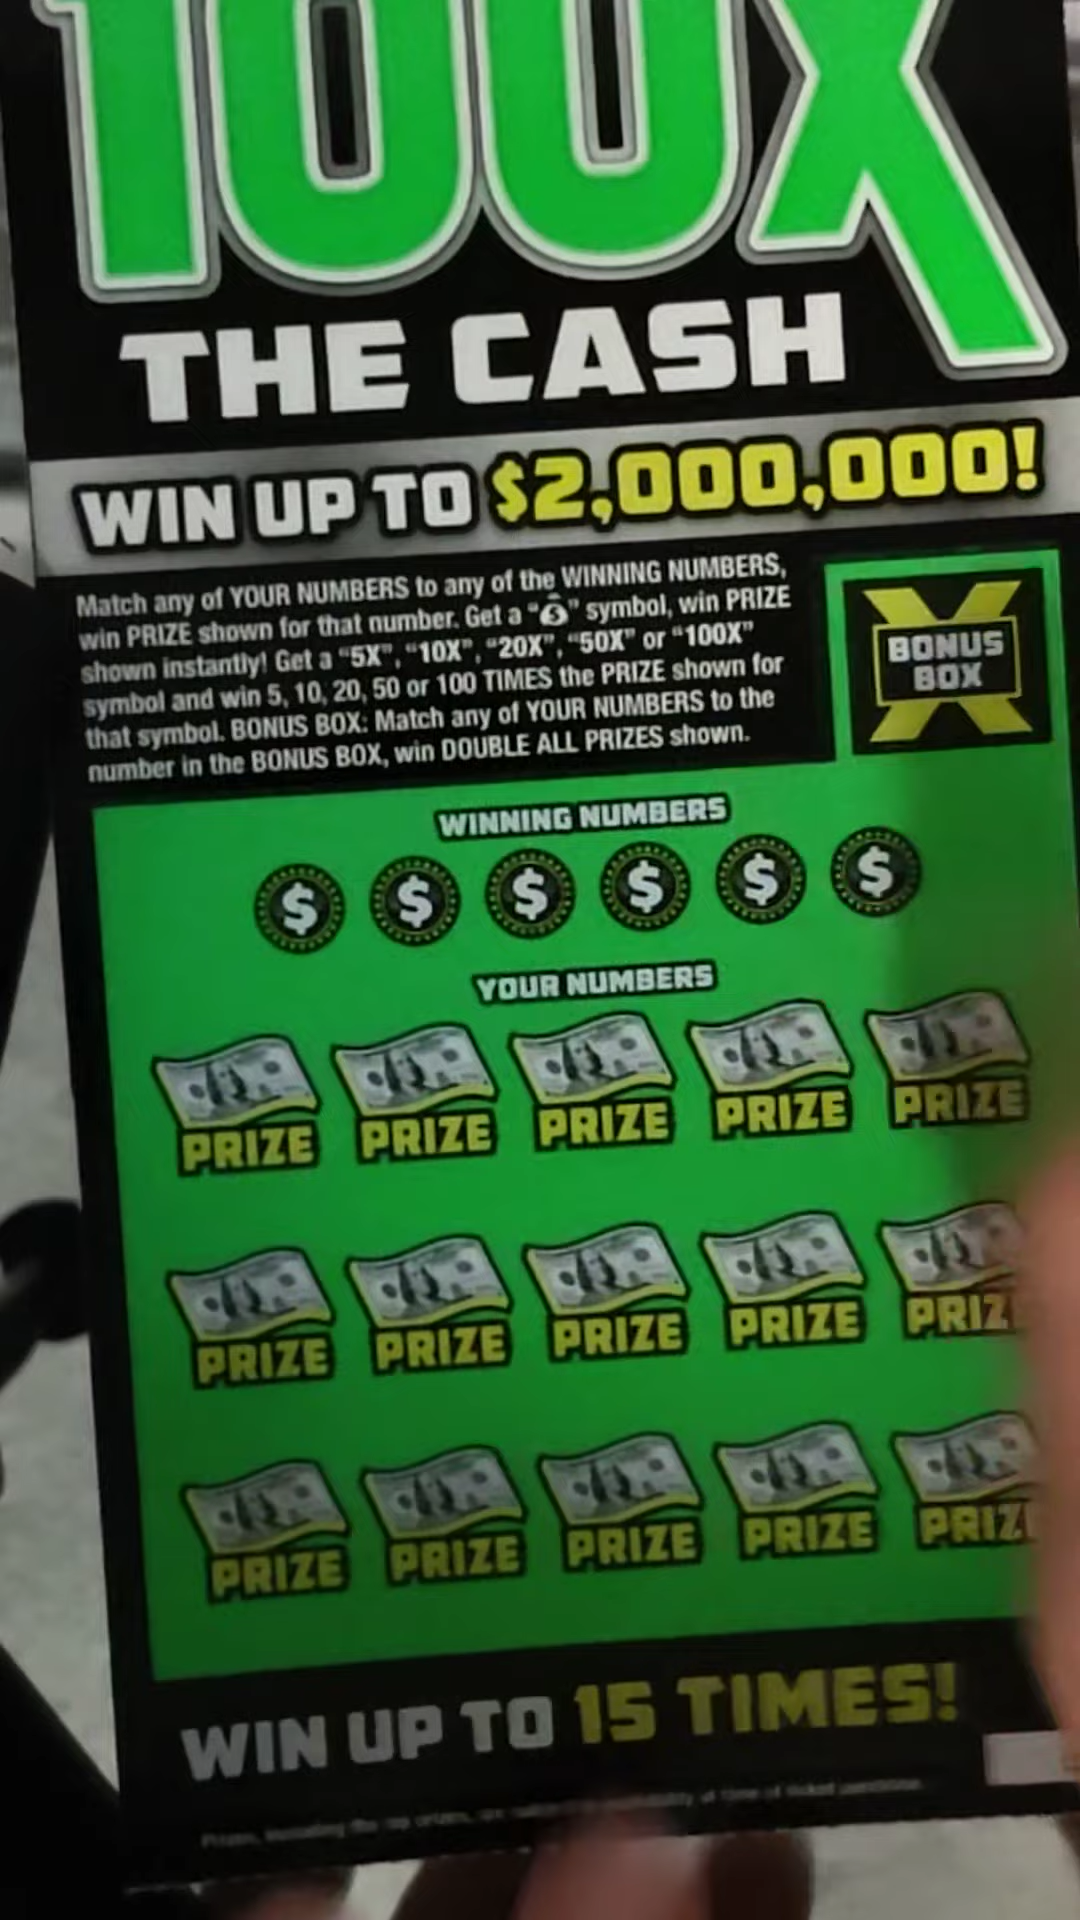 100X
THE CASH
WIN UP TO $2,000,000!
Match any of YOUR NUMBERS to any of the WINNING NUMBERS,
win PRIZE shown for that number. Get a "💰" symbol, win PRIZE
shown instantly! Get a "5X", "10X", "20X", "50X" or "100X"
symbol and win 5, 10, 20, 50 or 100 TIMES the PRIZE shown for
that symbol. BONUS BOX: Match any of YOUR NUMBERS to the
number in the BONUS BOX, win DOUBLE ALL PRIZES shown.
X
BONUS
BOX
WINNING NUMBERS
$ $ $ $ $ $
YOUR NUMBERS
PRIZE PRIZE PRIZE PRIZE PRIZE
PRIZE PRIZE PRIZE PRIZE PRIZ
PRIZE PRIZE PRIZE PRIZE PRIZ
WIN UP TO 15 TIMES!